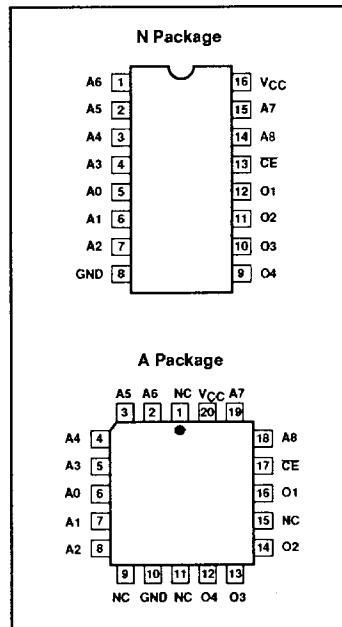 N Package
A6 1 16 VCC
A5 2 15 A7
A4 3 14 A8
A3 4 13 CE
A0 5 12 O1
A1 6 11 O2
A2 7 10 O3
GND 8 9 O4
A Package
A5 A6 NC VCC A7
3 2 1 20 19
A4 4 18 A8
A3 5 17 CE
A0 6 16 O1
A1 7 15 NC
A2 8 14 O2
9 10 11 12 13
NC GND NC O4 O3